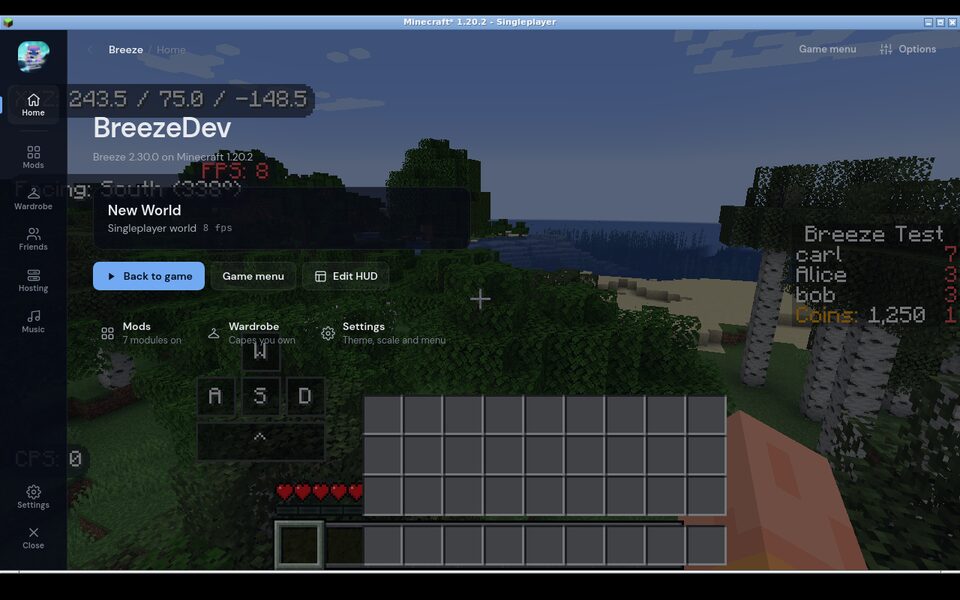 Minecraft* 1.20.2 - Singleplayer
Breeze / Home
Game menu
Options
243.5 / 75.0 / -148.5
Home
BreezeDev
Breeze 2.30.0 on Minecraft 1.20.2
FPS: 8
Mods
Facing: South (338°)
Wardrobe
New World
Singleplayer world 8 fps
Friends
Breeze Test
carl 7
Alice 3
bob 3
Coins: 1,250 1
Back to game
Game menu
Edit HUD
Hosting
Music
Mods
7 modules on
Wardrobe
Capes you own
Settings
Theme, scale and menu
W
A
S
D
^
CPS: 0
Settings
Close